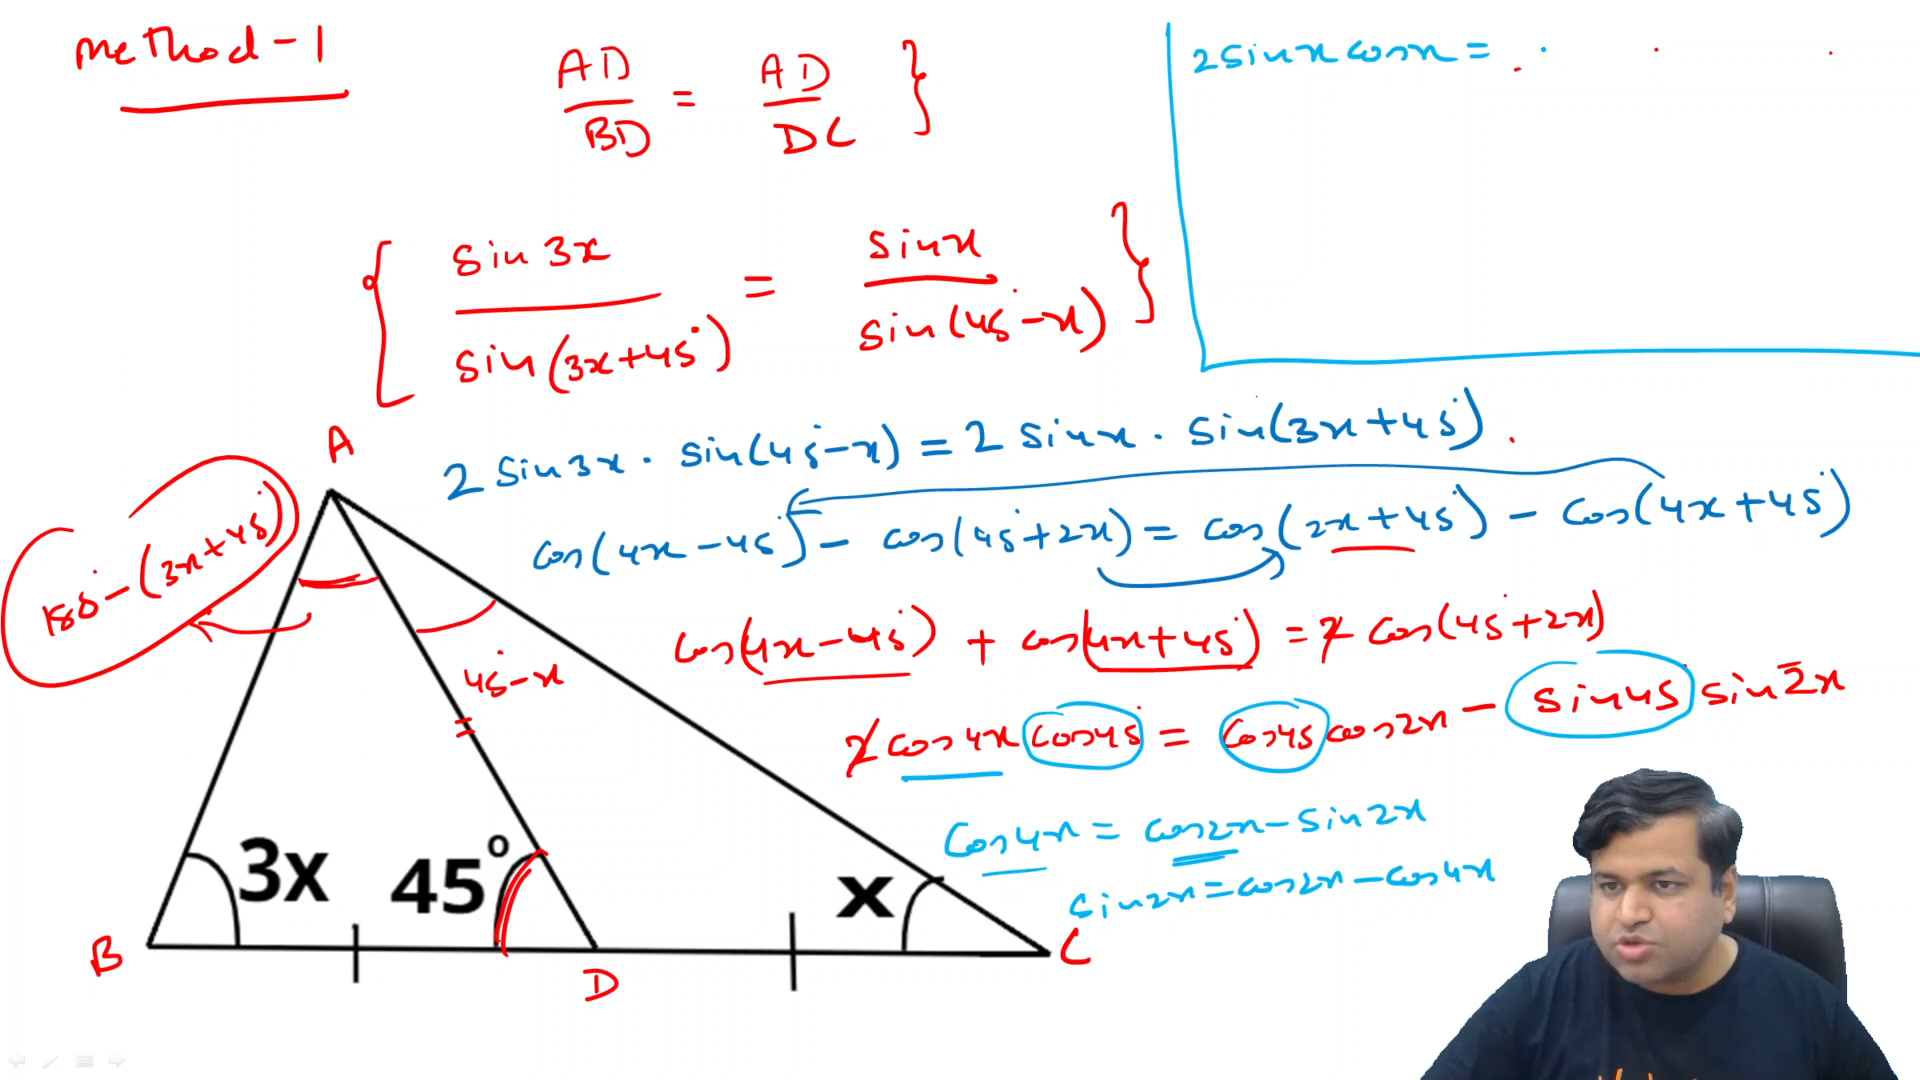 method-1
AD/BD = AD/DC }
2sinx cosx =
{ sin3x/sin(3x+45°) = sinx/sin(45°-x) }
2 sin3x · sin(45°-x) = 2 sinx · sin(3x+45°).
cos(4x-45°) - cos(45°+2x) = cos(2x+45°) - cos(4x+45°)
cos(4x-45°) + cos(4x+45°) = 2 cos(45°+2x)
2 cos4x cos45° = cos45 cos2x - sin45 sin2x
cos4x = cos2x - sin2x
sin2x = cos2x - cos4x
A
180° - (3x+45°)
45°-x
3x 45° x
B D C